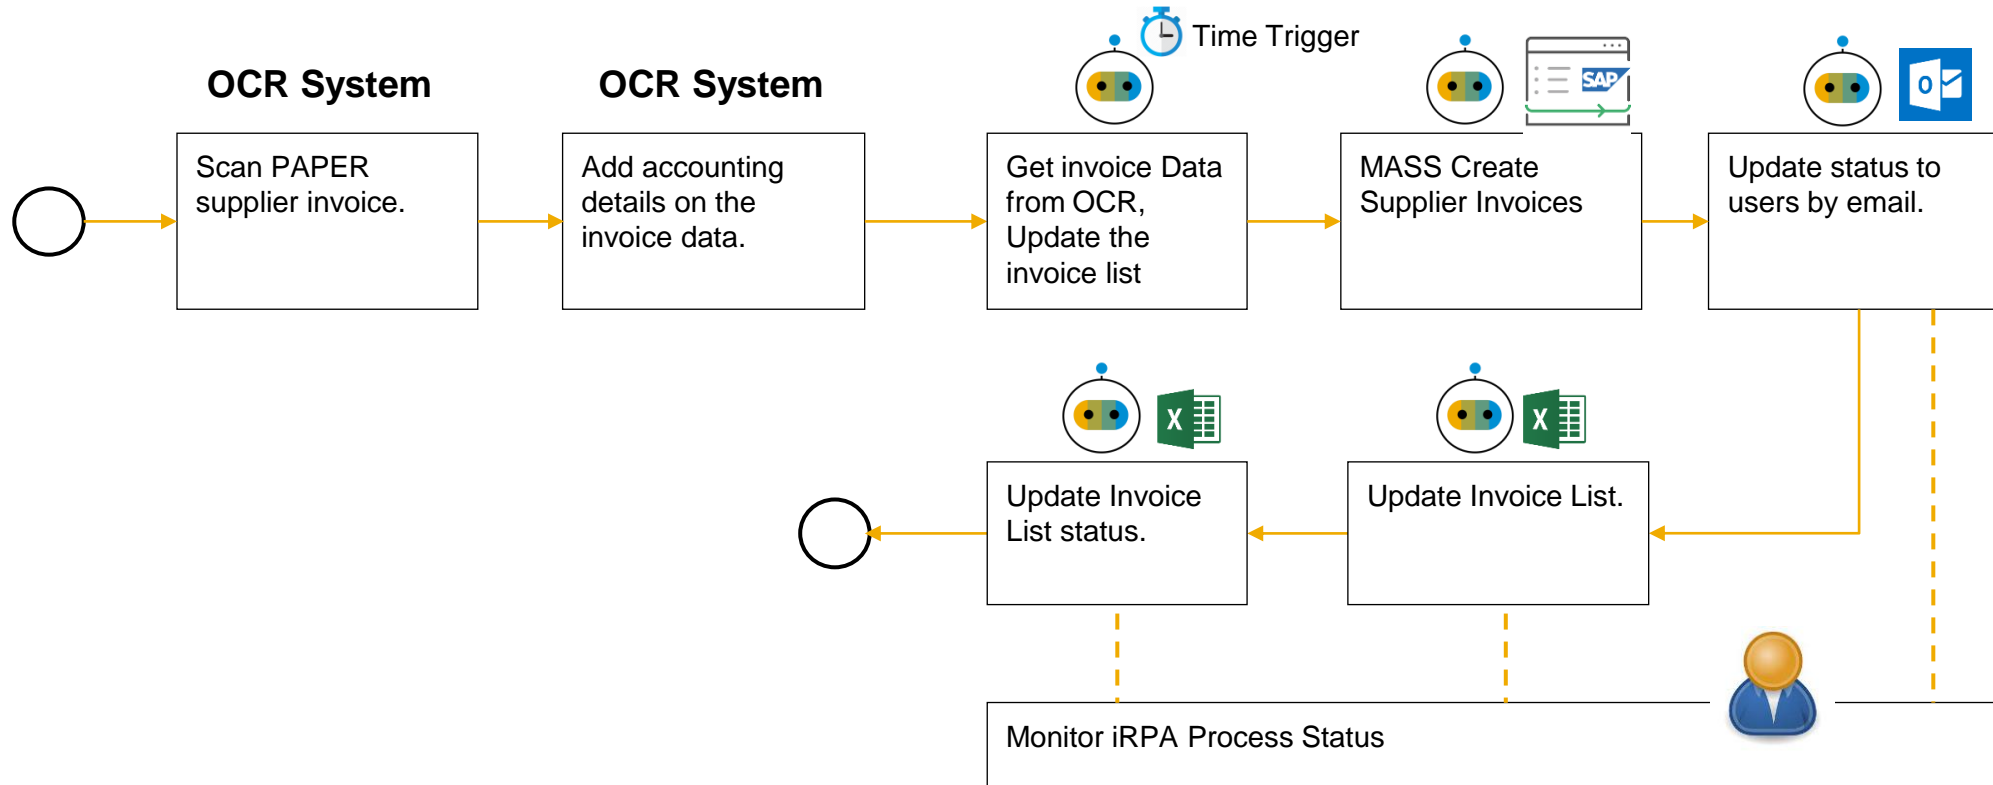 Time Trigger
OCR System
OCR System
SAP
O
Scan PAPER
supplier invoice.
Add accounting
details on the
invoice data.
Get invoice Data
from OCR,
Update the
invoice list
MASS Create
Supplier Invoices
Update status to
users by email.
X
X
Update Invoice
List status.
Update Invoice List.
Monitor iRPA Process Status